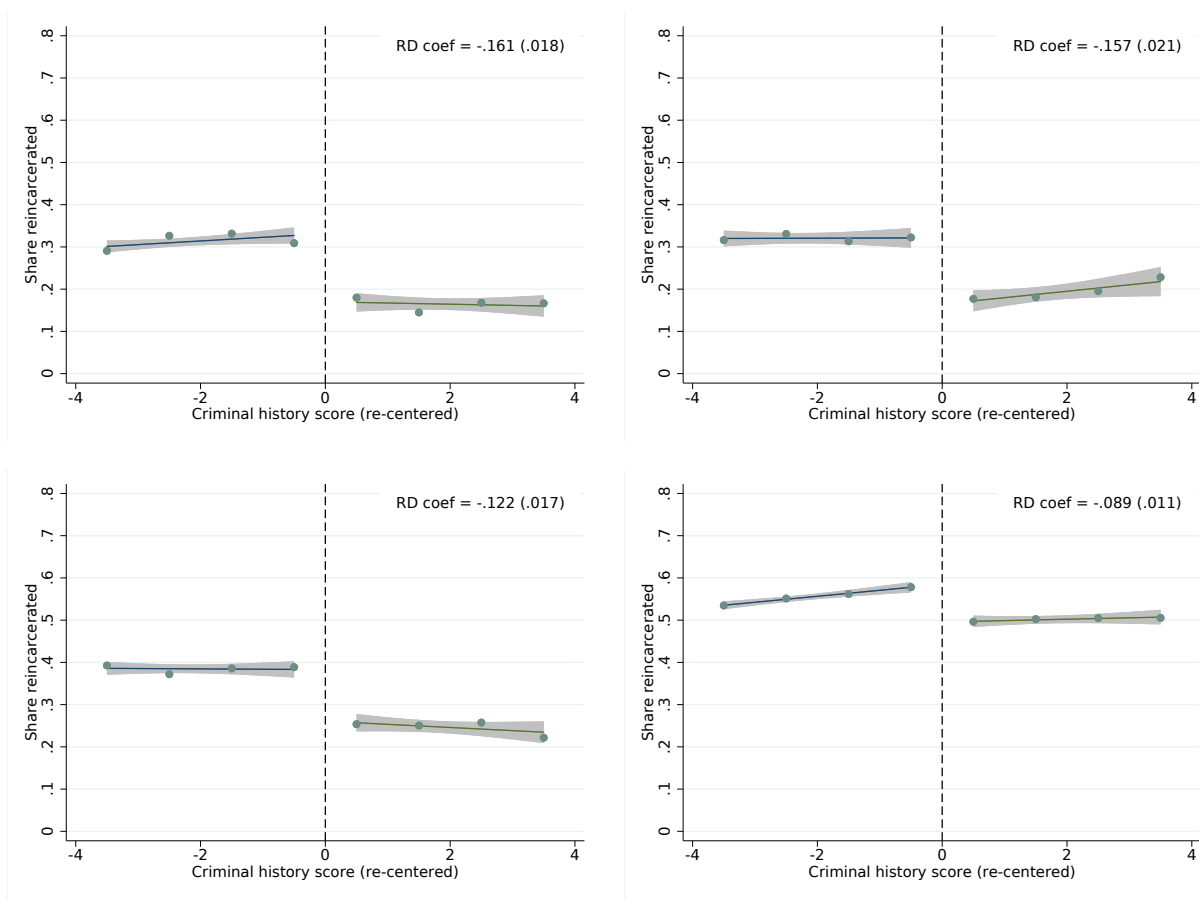 RD coef = -.161 (.018)
.8
.7
.6
.5
.4
.3
.2
.1
0
Share reincarcerated
-4 -2 0 2 4
Criminal history score (re-centered)
RD coef = -.157 (.021)
.8
.7
.6
.5
.4
.3
.2
.1
0
Share reincarcerated
-4 -2 0 2 4
Criminal history score (re-centered)
RD coef = -.122 (.017)
.8
.7
.6
.5
.4
.3
.2
.1
0
Share reincarcerated
-4 -2 0 2 4
Criminal history score (re-centered)
RD coef = -.089 (.011)
.8
.7
.6
.5
.4
.3
.2
.1
0
Share reincarcerated
-4 -2 0 2 4
Criminal history score (re-centered)